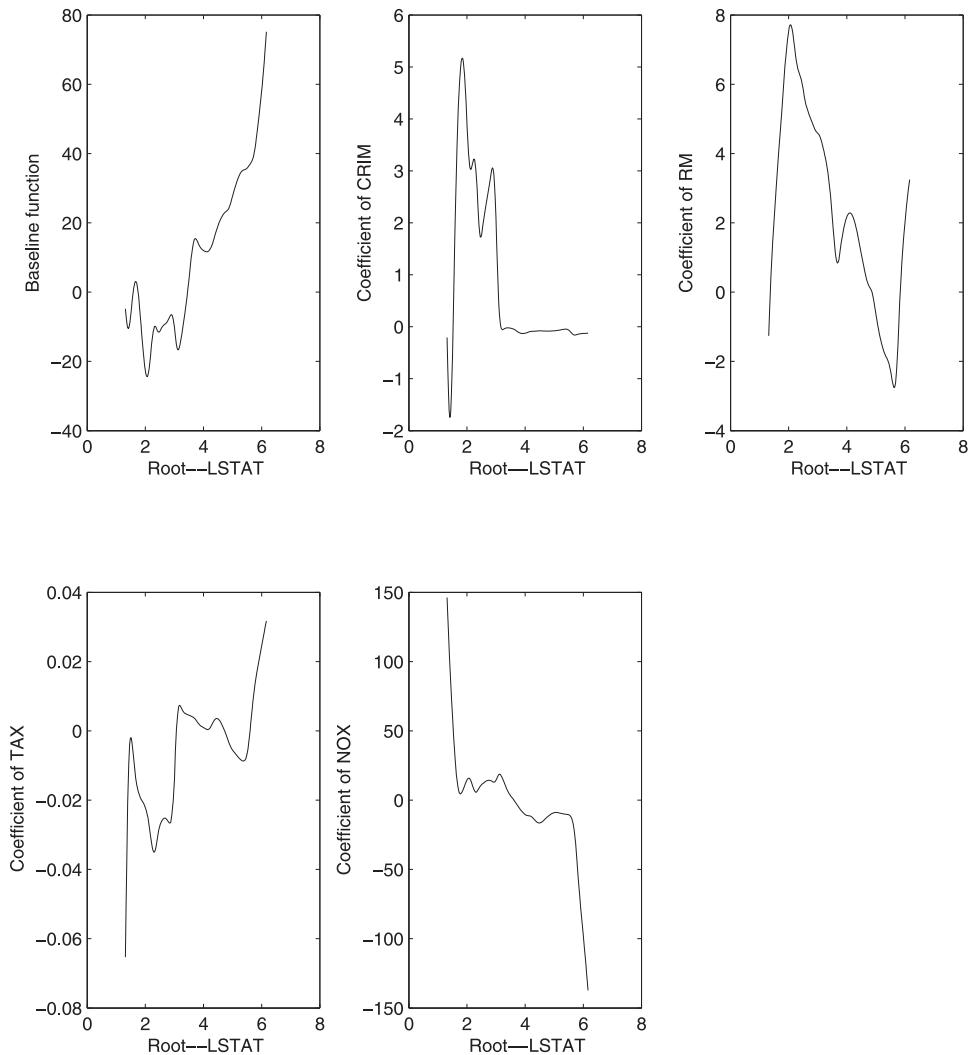 Baseline function
80
60
40
20
0
−20
−40
0 2 4 6 8
Root−−LSTAT
Coefficient of CRIM
6
5
4
3
2
1
0
−1
−2
0 2 4 6 8
Root—LSTAT
Coefficient of RM
8
6
4
2
0
−2
−4
0 2 4 6 8
Root−−LSTAT
Coefficient of TAX
0.04
0.02
0
−0.02
−0.04
−0.06
−0.08
0 2 4 6 8
Root−−LSTAT
Coefficient of NOX
150
100
50
0
−50
−100
−150
0 2 4 6 8
Root−−LSTAT